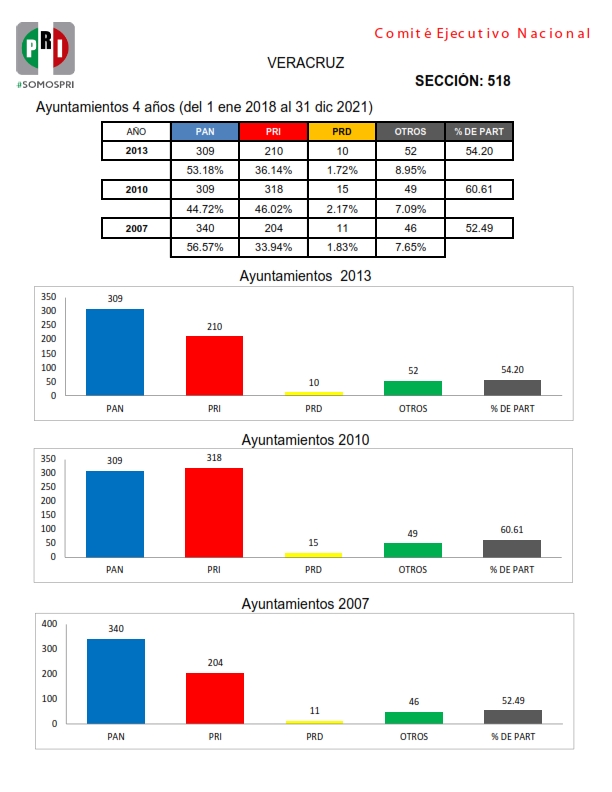 Comité Ejecutivo Nacional
PRI
#SOMOSPRI
VERACRUZ
SECCIÓN: 518
Ayuntamientos 4 años (del 1 ene 2018 al 31 dic 2021)
AÑO PAN PRI PRD OTROS % DE PART
2013 309 210 10 52 54.20
53.18% 36.14% 1.72% 8.95%
2010 309 318 15 49 60.61
44.72% 46.02% 2.17% 7.09%
2007 340 204 11 46 52.49
56.57% 33.94% 1.83% 7.65%
Ayuntamientos 2013
350
300
250
200
150
100
50
0
309 210 10 52 54.20
PAN PRI PRD OTROS % DE PART
Ayuntamientos 2010
350
300
250
200
150
100
50
0
309 318 15 49 60.61
PAN PRI PRD OTROS % DE PART
Ayuntamientos 2007
400
300
200
100
0
340 204 11 46 52.49
PAN PRI PRD OTROS % DE PART